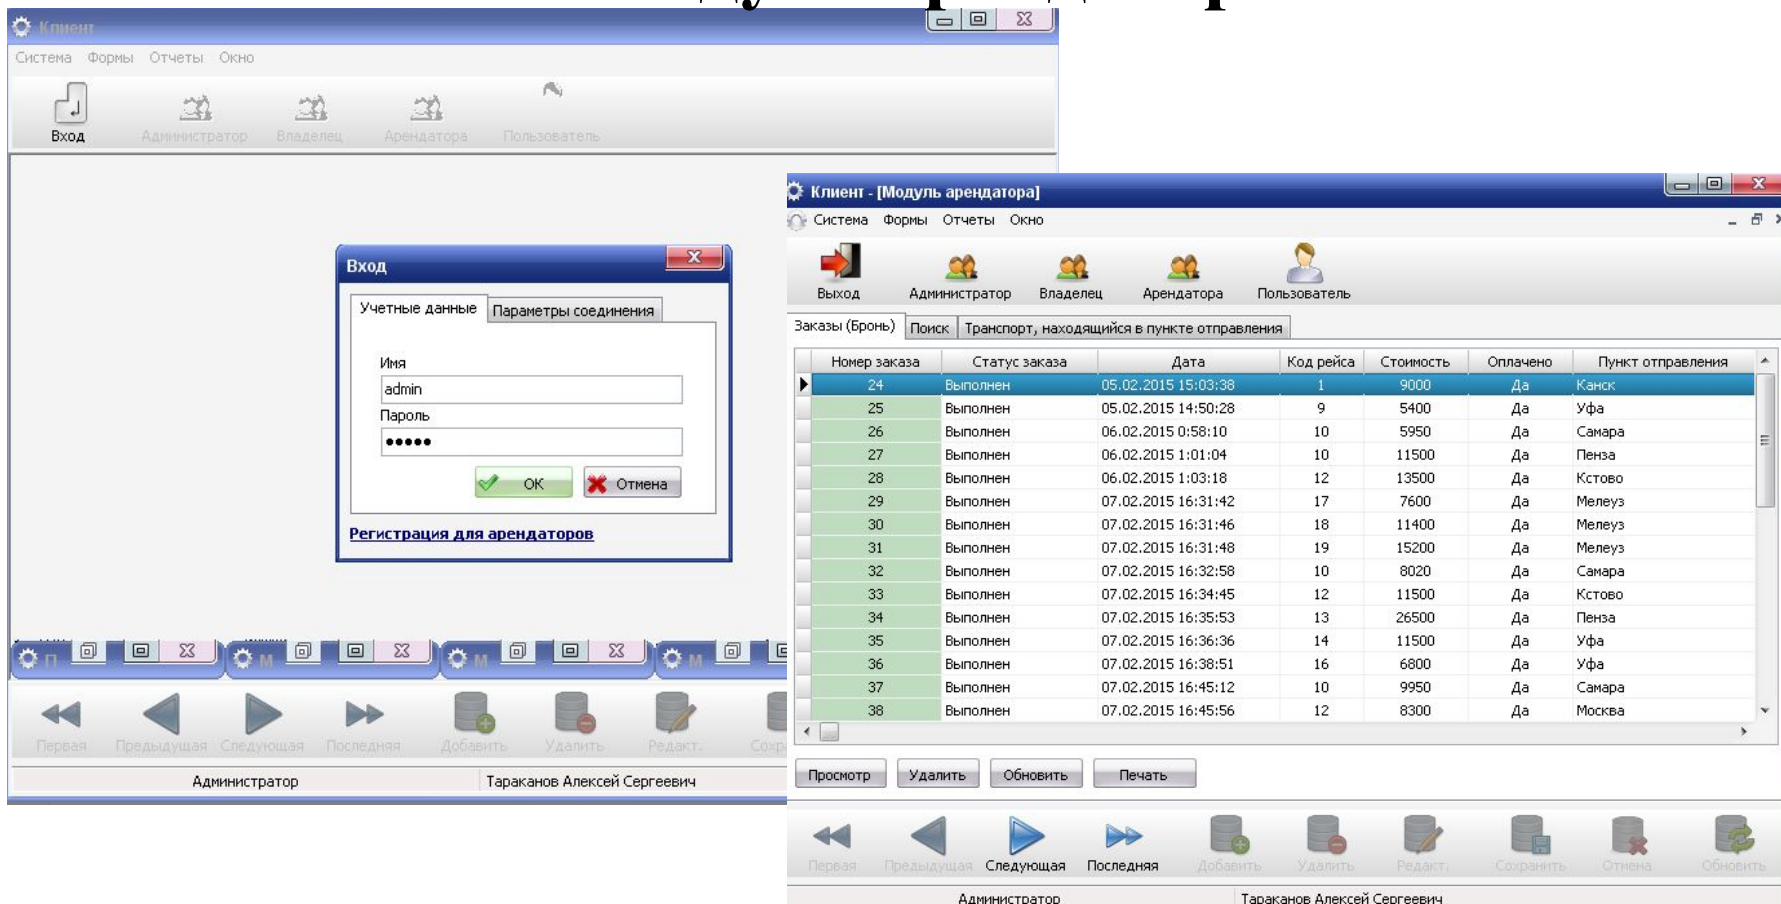 Клиент
Система Формы Отчеты Окно
Вход Администратор Владелец Арендатора Пользователь
Вход
Учетные данные Параметры соединения
Имя
admin
Пароль
●●●●●
ОК Отмена
Регистрация для арендаторов
П М М М
Первая Предыдущая Следующая Последняя Добавить Удалить Редакт.
Администратор Тараканов Алексей Сергеевич
Клиент - [Модуль арендатора]
Система Формы Отчеты Окно
Выход Администратор Владелец Арендатора Пользователь
Заказы (Бронь) Поиск Транспорт, находящийся в пункте отправления
Номер заказа Статус заказа Дата Код рейса Стоимость Оплачено Пункт отправления
24 Выполнен 05.02.2015 15:03:38 1 9000 Да Канск
25 Выполнен 05.02.2015 14:50:28 9 5400 Да Уфа
26 Выполнен 06.02.2015 0:58:10 10 5950 Да Самара
27 Выполнен 06.02.2015 1:01:04 10 11500 Да Пенза
28 Выполнен 06.02.2015 1:03:18 12 13500 Да Кстово
29 Выполнен 07.02.2015 16:31:42 17 7600 Да Мелеуз
30 Выполнен 07.02.2015 16:31:46 18 11400 Да Мелеуз
31 Выполнен 07.02.2015 16:31:48 19 15200 Да Мелеуз
32 Выполнен 07.02.2015 16:32:58 10 8020 Да Самара
33 Выполнен 07.02.2015 16:34:45 12 11500 Да Кстово
34 Выполнен 07.02.2015 16:35:53 13 26500 Да Пенза
35 Выполнен 07.02.2015 16:36:36 14 11500 Да Уфа
36 Выполнен 07.02.2015 16:38:51 16 6800 Да Уфа
37 Выполнен 07.02.2015 16:45:12 10 9950 Да Самара
38 Выполнен 07.02.2015 16:45:56 12 8300 Да Москва
Просмотр Удалить Обновить Печать
Первая Предыдущая Следующая Последняя Добавить Удалить Редакт. Сохранить Отмена Обновить
Администратор Тараканов Алексей Сергеевич